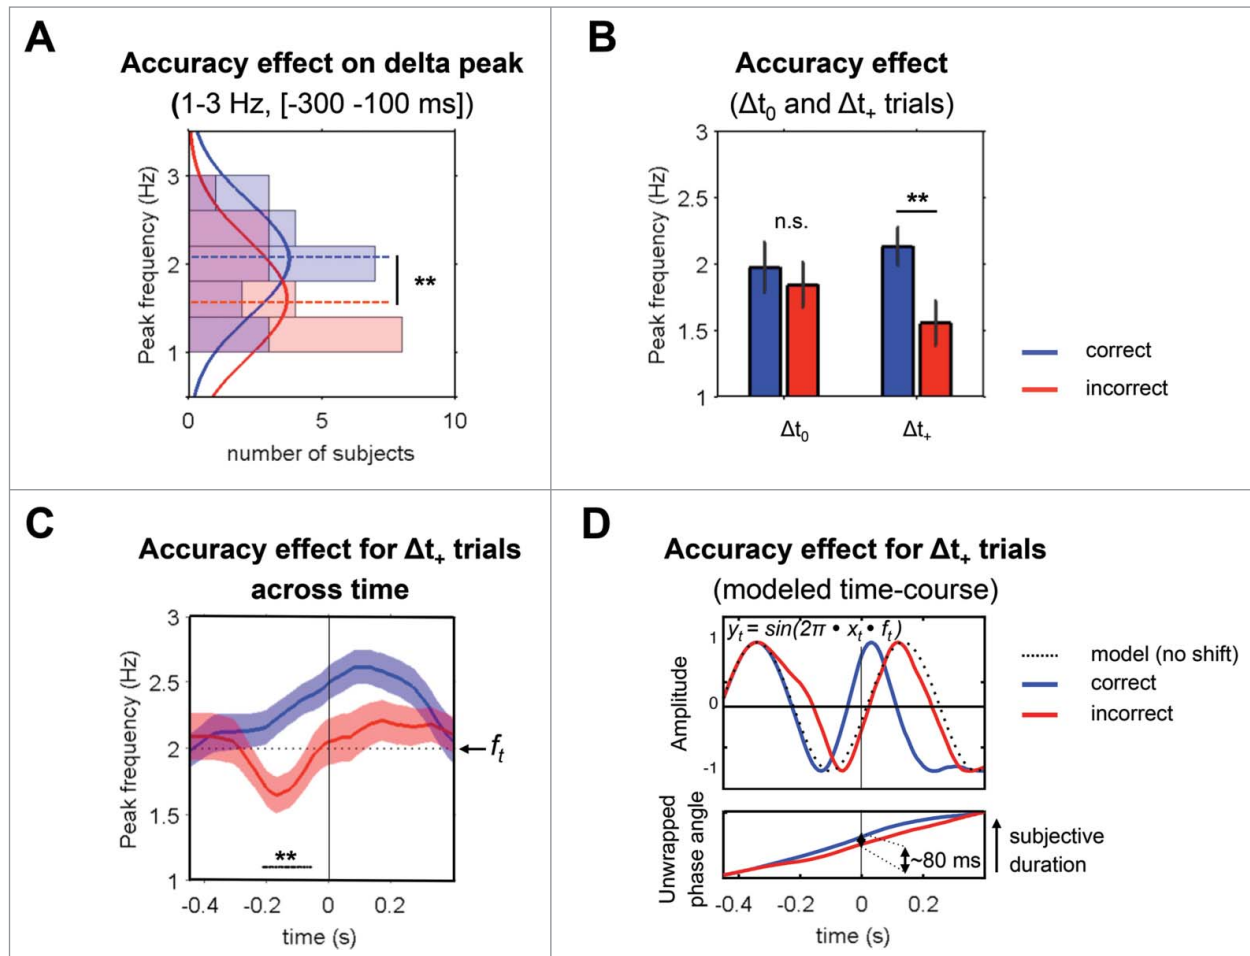 A
Accuracy effect on delta peak
(1-3 Hz, [-300 -100 ms])
Peak frequency (Hz)
3
2
1
**
0
5
10
number of subjects
B
Accuracy effect
(Δt₀ and Δt₊ trials)
Peak frequency (Hz)
3
2.5
2
1.5
1
n.s.
**
Δt₀
Δt₊
correct
incorrect
C
Accuracy effect for Δt₊ trials
across time
Peak frequency (Hz)
3
2.5
2
1.5
1
fₜ
**
-0.4
-0.2
0
0.2
time (s)
D
Accuracy effect for Δt₊ trials
(modeled time-course)
yₜ = sin(2π • xₜ • fₜ)
Amplitude
1
0
-1
model (no shift)
correct
incorrect
Unwrapped
phase angle
~80 ms
subjective
duration
-0.4
-0.2
0
0.2
time (s)